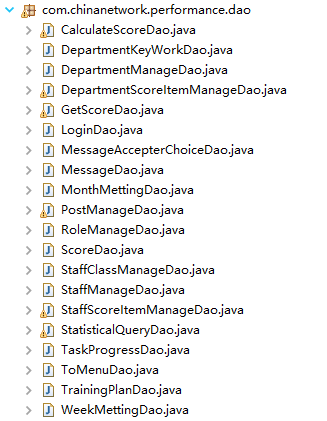 com.chinanetwork.performance.dao
CalculateScoreDao.java
DepartmentKeyWorkDao.java
DepartmentManageDao.java
DepartmentScoreItemManageDao.java
GetScoreDao.java
LoginDao.java
MessageAccepterChoiceDao.java
MessageDao.java
MonthMettingDao.java
PostManageDao.java
RoleManageDao.java
ScoreDao.java
StaffClassManageDao.java
StaffManageDao.java
StaffScoreItemManageDao.java
StatisticalQueryDao.java
TaskProgressDao.java
ToMenuDao.java
TrainingPlanDao.java
WeekMettingDao.java